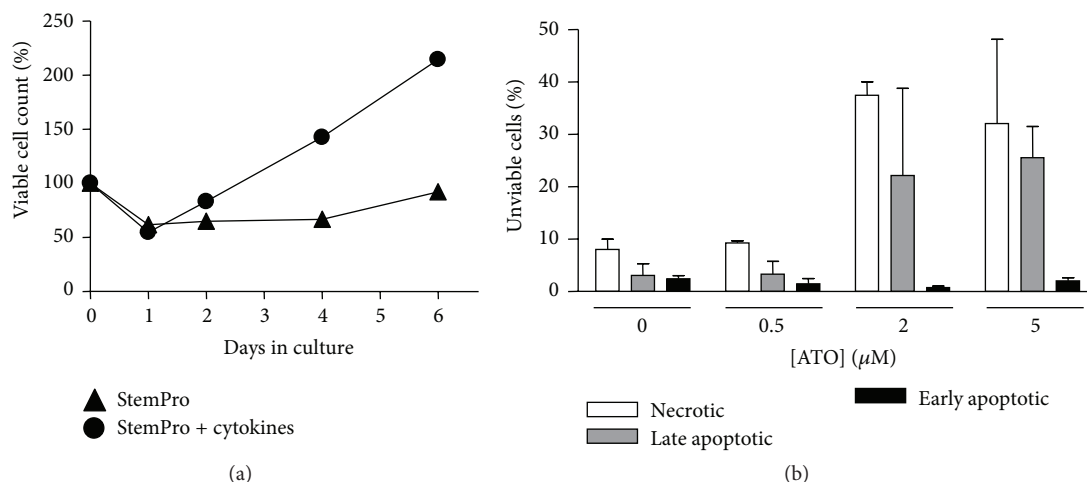 Viable cell count (%)
250
200
150
100
50
0
0 1 2 3 4 5 6
Days in culture
StemPro
StemPro + cytokines
(a)
Unviable cells (%)
50
40
30
20
10
0
0 0.5 2 5
[ATO] (μM)
Necrotic
Late apoptotic
Early apoptotic
(b)